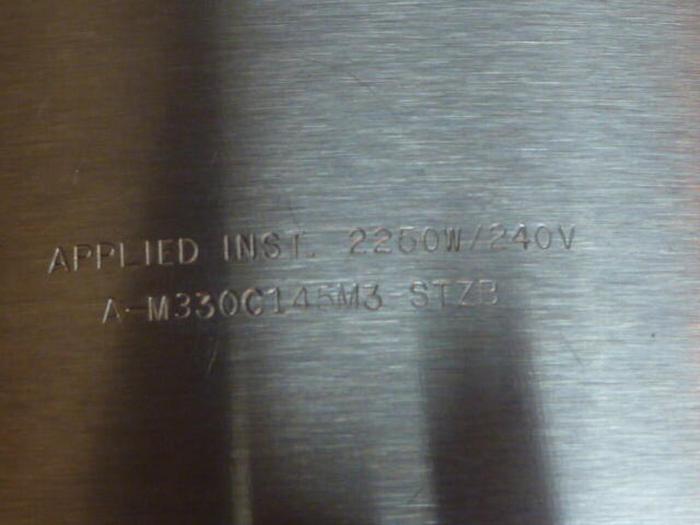 APPLIED INST. 2250W/240V
A-M330C145M3 STZB